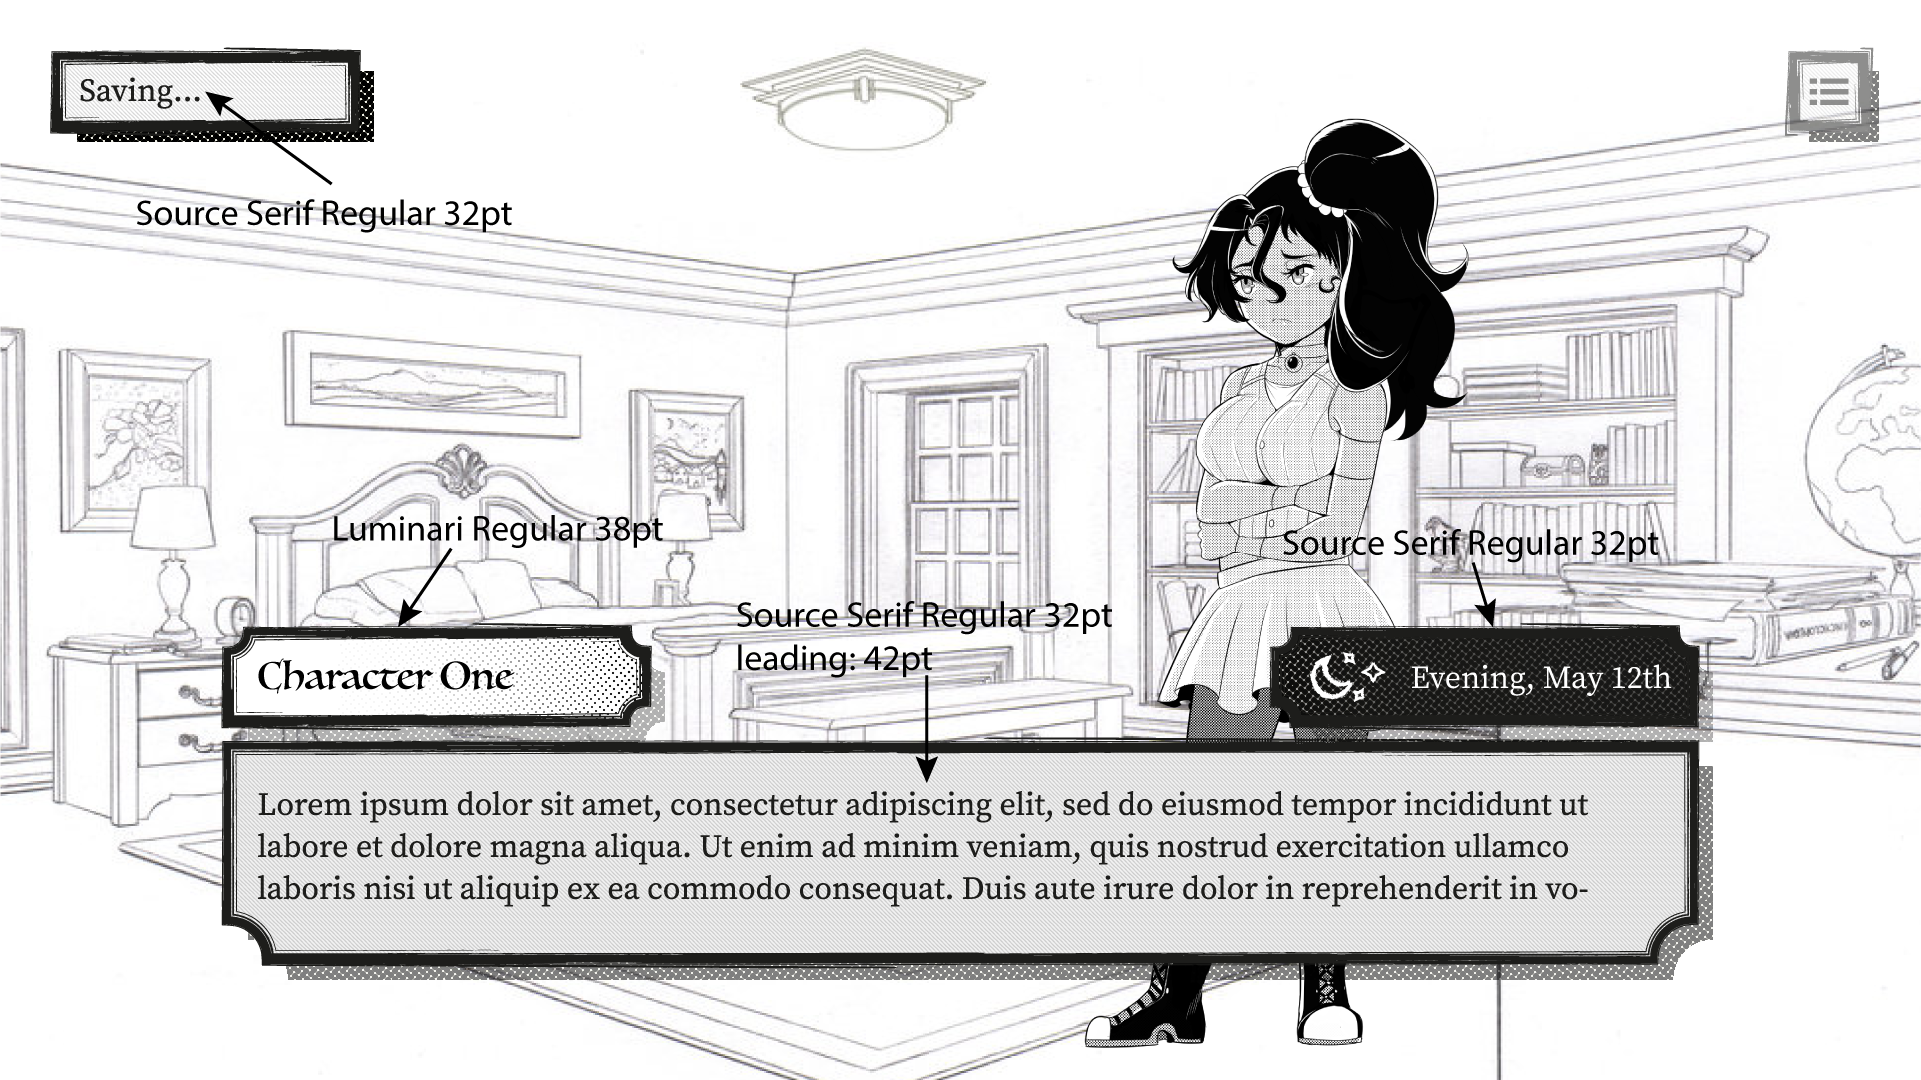 Saving...
Source Serif Regular 32pt
Luminari Regular 38pt
Source Serif Regular 32pt
Source Serif Regular 32pt
leading: 42pt
Character One
Evening, May 12th
Lorem ipsum dolor sit amet, consectetur adipiscing elit, sed do eiusmod tempor incididunt ut
labore et dolore magna aliqua. Ut enim ad minim veniam, quis nostrud exercitation ullamco
laboris nisi ut aliquip ex ea commodo consequat. Duis aute irure dolor in reprehenderit in vo-